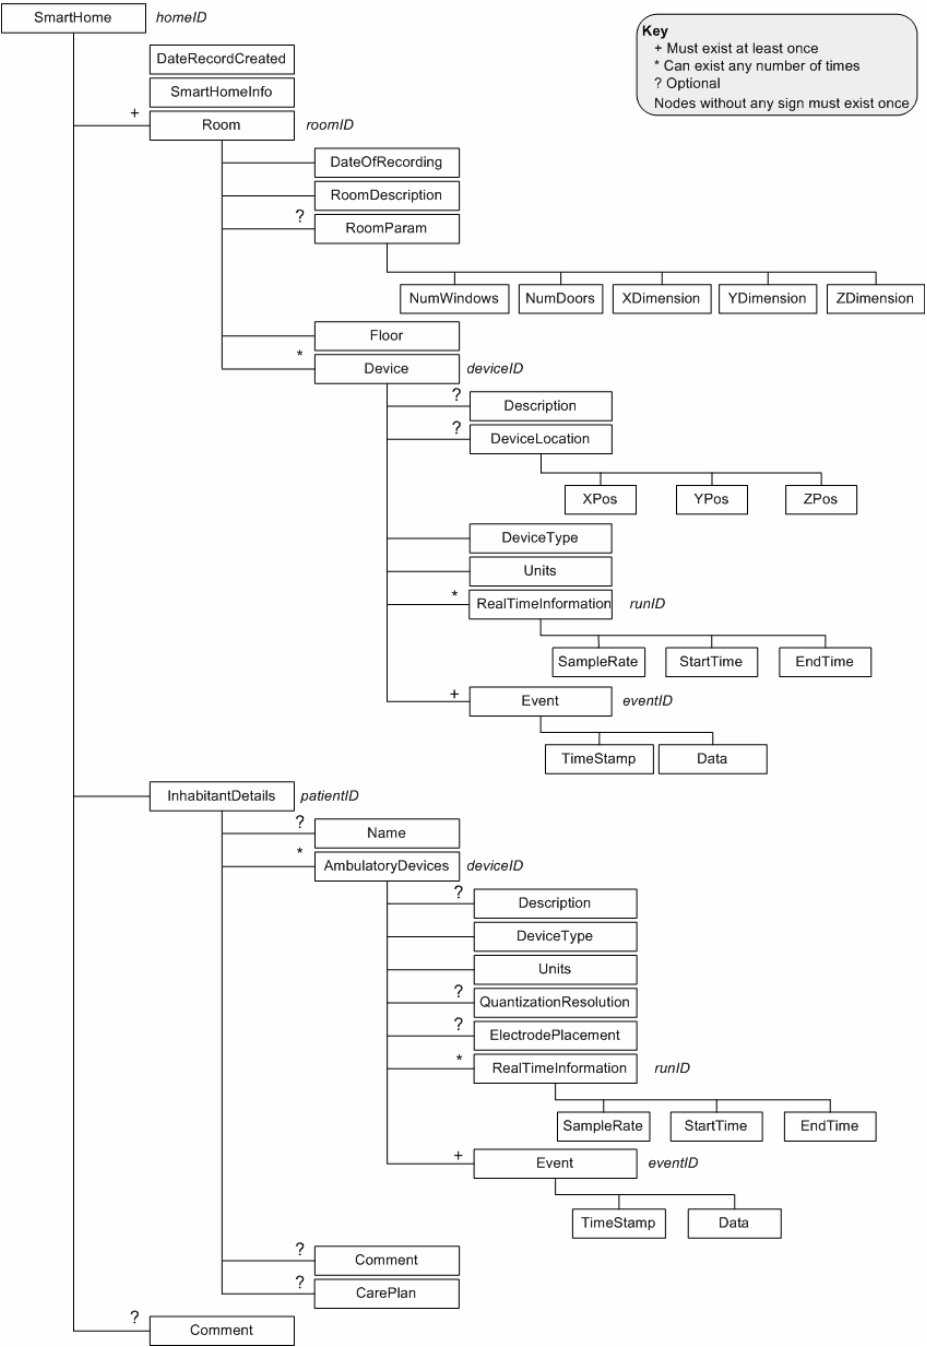 SmartHome homeID
Key
+ Must exist at least once
* Can exist any number of times
? Optional
Nodes without any sign must exist once
DateRecordCreated
SmartHomeInfo
+ Room roomID
DateOfRecording
RoomDescription
? RoomParam
NumWindows NumDoors XDimension YDimension ZDimension
Floor
* Device deviceID
? Description
? DeviceLocation
XPos YPos ZPos
DeviceType
Units
* RealTimeInformation runID
SampleRate StartTime EndTime
+ Event eventID
TimeStamp Data
InhabitantDetails patientID
? Name
* AmbulatoryDevices deviceID
? Description
DeviceType
Units
? QuantizationResolution
? ElectrodePlacement
* RealTimeInformation runID
SampleRate StartTime EndTime
+ Event eventID
TimeStamp Data
? Comment
? CarePlan
? Comment